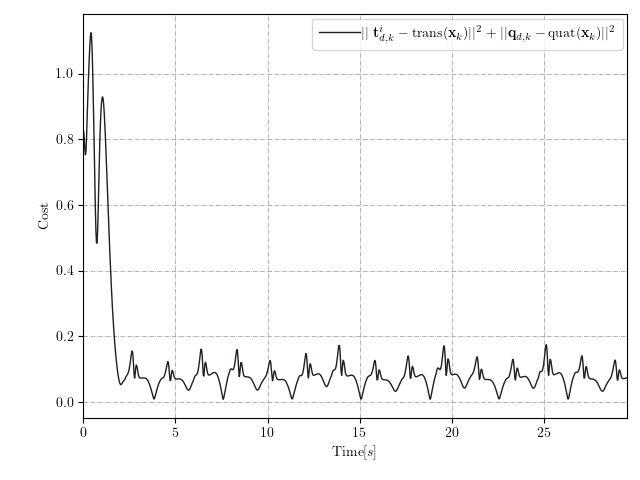 || t^i_{d,k} − trans(x_k)||² + ||q_{d,k} − quat(x_k)||²
1.0
0.8
0.6
0.4
0.2
0.0
Cost
0 5 10 15 20 25
Time[s]